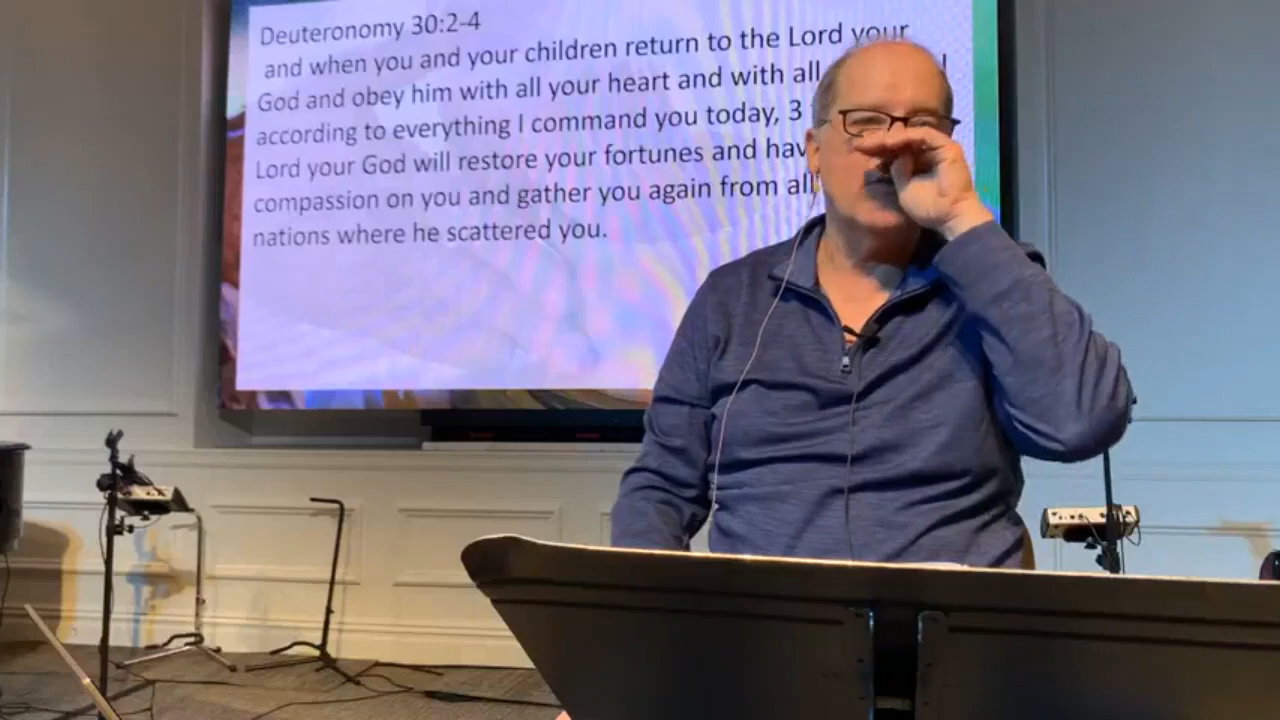 Deuteronomy 30:2-4
and when you and your children return to the Lord your
God and obey him with all your heart and with all
according to everything I command you today, 3
Lord your God will restore your fortunes and
compassion on you and gather you again from all
nations where he scattered you.